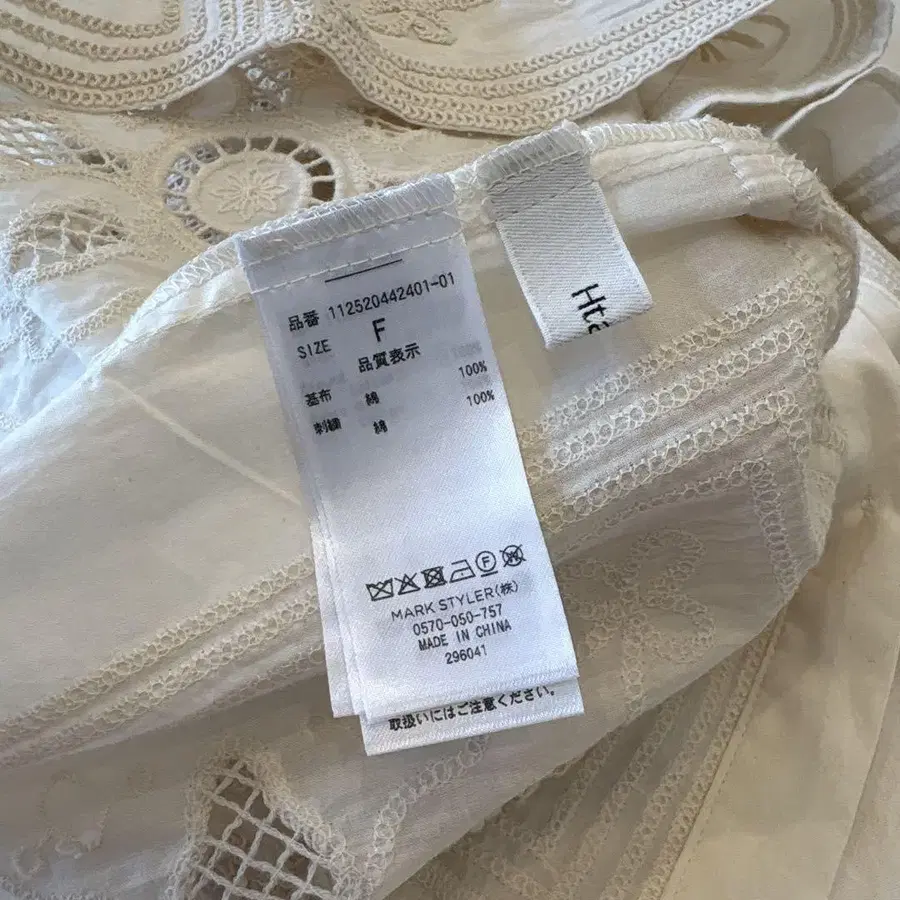 品番 112520442401-01
SIZE F
品質表示
基布 綿 100%
刺繍 綿 100%
F W
MARK STYLER(株)
0570-050-757
MADE IN CHINA
296041
取扱いにはご注意ください。